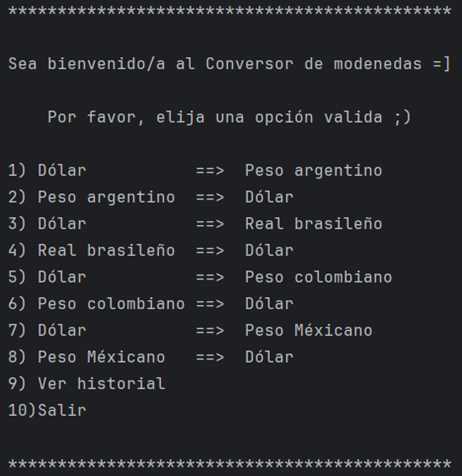 *********************************************
Sea bienvenido/a al Conversor de modenedas =]
Por favor, elija una opción valida ;)
1) Dólar ==> Peso argentino
2) Peso argentino ==> Dólar
3) Dólar ==> Real brasileño
4) Real brasileño ==> Dólar
5) Dólar ==> Peso colombiano
6) Peso colombiano ==> Dólar
7) Dólar ==> Peso Méxicano
8) Peso Méxicano ==> Dólar
9) Ver historial
10)Salir
*********************************************